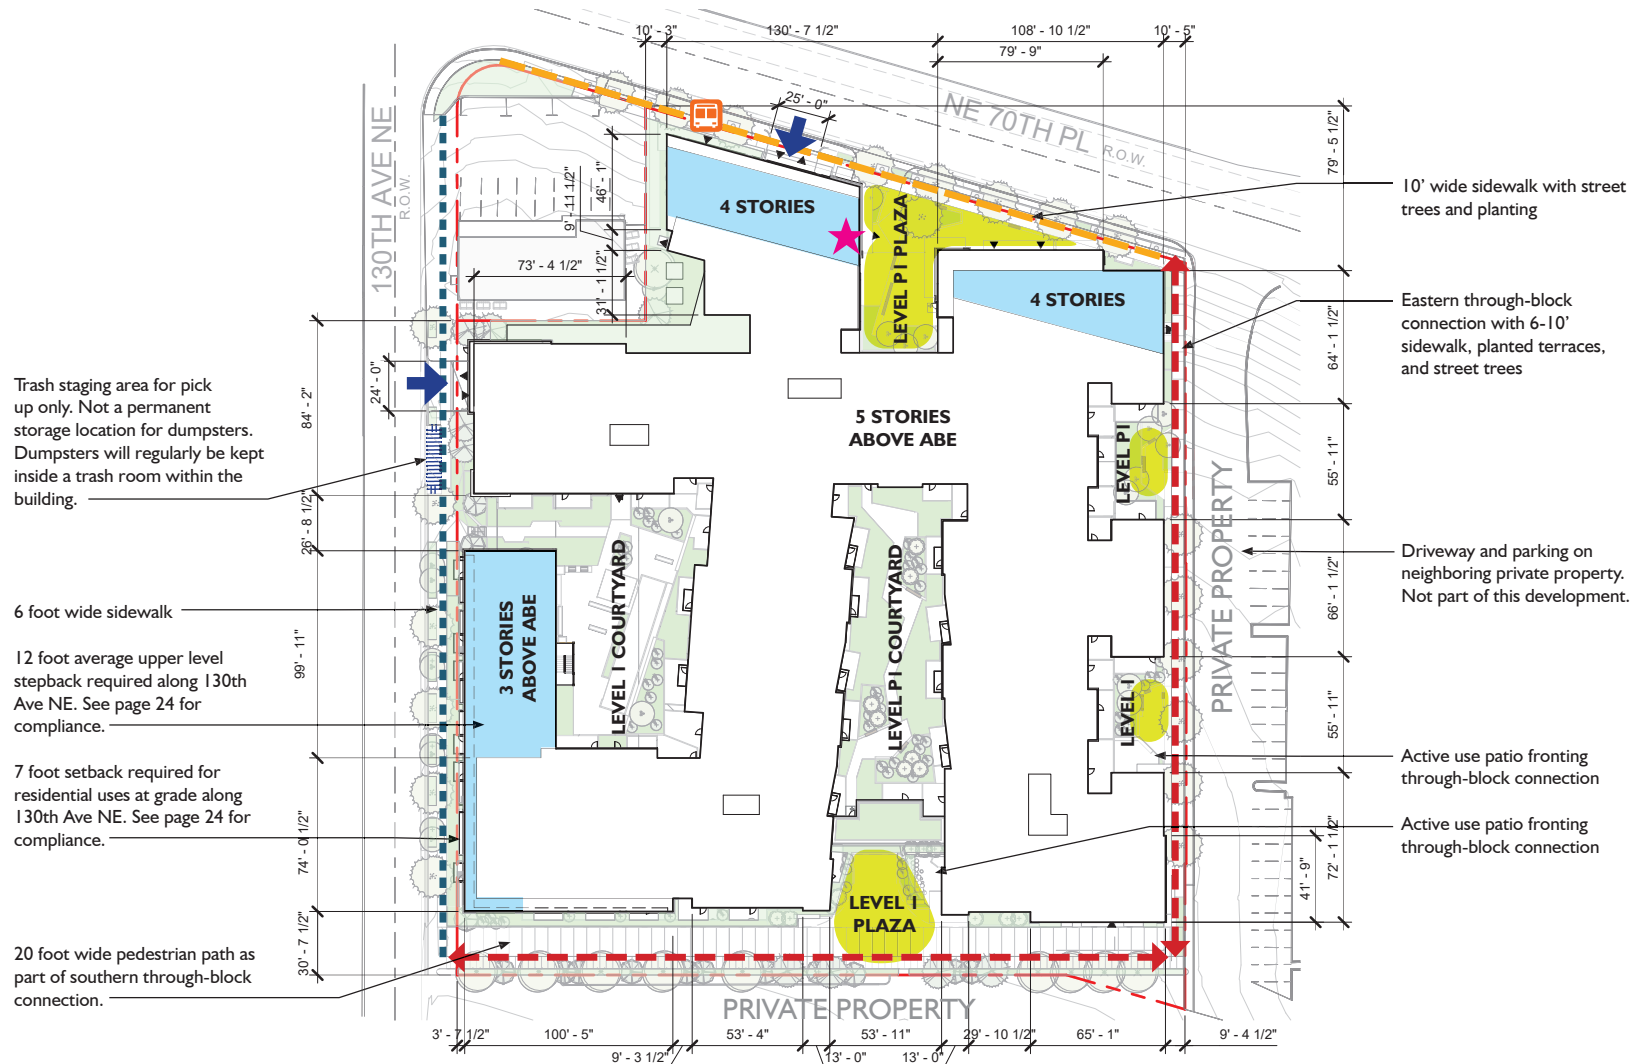 10' - 3"
130' - 7 1/2"
108' - 10 1/2"
10' - 5"
79' - 9"
25' - 0"
NE 70TH PL R.O.W.
130TH AVE NE
R.O.W.
79' - 5 1/2"
46' - 1"
9' - 11 1/2"
31' - 1 1/2"
73' - 4 1/2"
4 STORIES
LEVEL P1 PLAZA
4 STORIES
10' wide sidewalk with street
trees and planting
Eastern through-block
connection with 6-10'
sidewalk, planted terraces,
and street trees
64' - 1 1/2"
24' - 0"
84' - 2"
Trash staging area for pick
up only. Not a permanent
storage location for dumpsters.
Dumpsters will regularly be kept
inside a trash room within the
building.
5 STORIES
ABOVE ABE
LEVEL P1
55' - 11"
PRIVATE PROPERTY
26' - 8 1/2"
Driveway and parking on
neighboring private property.
Not part of this development.
6 foot wide sidewalk
3 STORIES
ABOVE ABE
LEVEL 1 COURTYARD
LEVEL P1 COURTYARD
66' - 1 1/2"
99' - 11"
12 foot average upper level
stepback required along 130th
Ave NE. See page 24 for
compliance.
LEVEL 1
55' - 11"
Active use patio fronting
through-block connection
7 foot setback required for
residential uses at grade along
130th Ave NE. See page 24 for
compliance.
74' - 0 1/2"
Active use patio fronting
through-block connection
41' - 9"
72' - 1 1/2"
LEVEL 1
PLAZA
20 foot wide pedestrian path as
part of southern through-block
connection.
30' - 7 1/2"
PRIVATE PROPERTY
3' - 7 1/2"
100' - 5"
53' - 4"
53' - 11"
29' - 10 1/2"
65' - 1"
9' - 4 1/2"
9' - 3 1/2"
13' - 0"
13' - 0"